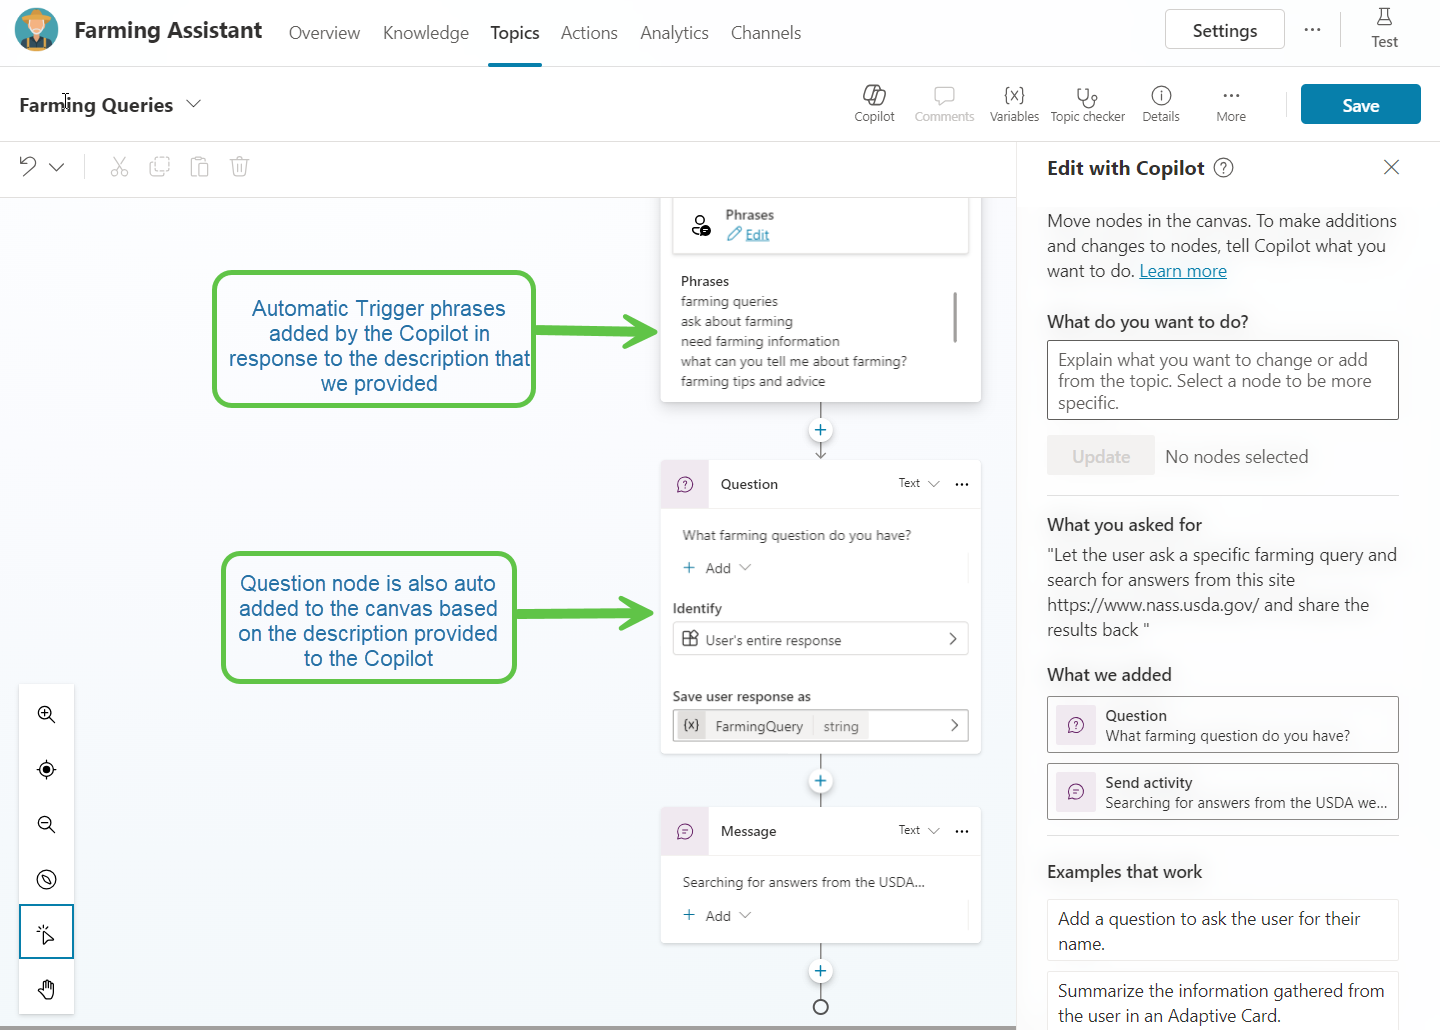 Farming Assistant
Overview
Knowledge
Topics
Actions
Analytics
Channels
Settings
Test
Farming Queries
Copilot
Comments
{x}
Variables
Topic checker
Details
More
Save
Edit with Copilot
Move nodes in the canvas. To make additions
and changes to nodes, tell Copilot what you
want to do. Learn more
What do you want to do?
Explain what you want to change or add
from the topic. Select a node to be more
specific.
Update
No nodes selected
What you asked for
"Let the user ask a specific farming query and
search for answers from this site
https://www.nass.usda.gov/ and share the
results back "
What we added
Question
What farming question do you have?
Send activity
Searching for answers from the USDA we...
Examples that work
Add a question to ask the user for their
name.
Summarize the information gathered from
the user in an Adaptive Card.
Phrases
Edit
Phrases
farming queries
ask about farming
need farming information
what can you tell me about farming?
farming tips and advice
Automatic Trigger phrases
added by the Copilot in
response to the description that
we provided
Question
Text
What farming question do you have?
Add
Identify
User's entire response
Save user response as
{x} FarmingQuery string
Question node is also auto
added to the canvas based
on the description provided
to the Copilot
Message
Text
Searching for answers from the USDA...
Add